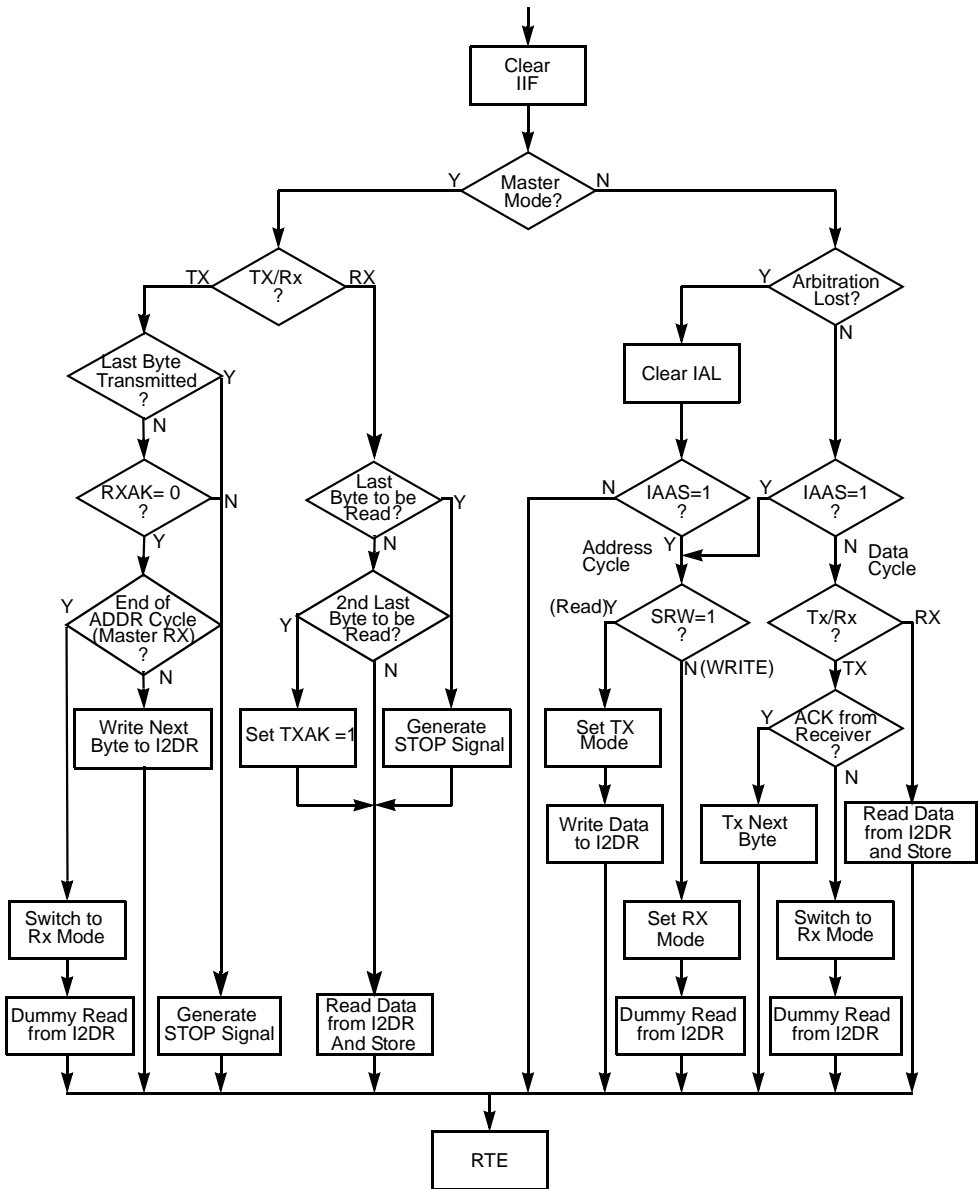 Clear
IIF
Master
Mode?
Y
N
TX/Rx
?
TX
RX
Arbitration
Lost?
Y
N
Last Byte
Transmitted
?
Y
N
Clear IAL
RXAK= 0
?
N
Y
Last
Byte to be
Read?
Y
N
IAAS=1
?
N
Y
IAAS=1
?
Y
N
Address
Cycle
Data
Cycle
End of
ADDR Cycle
(Master RX)
?
Y
N
2nd Last
Byte to be
Read?
Y
N
(Read)
Y
SRW=1
?
N
(WRITE)
Tx/Rx
?
RX
TX
Write Next
Byte to I2DR
Set TXAK =1
Generate
STOP Signal
Set TX
Mode
ACK from
Receiver
?
Y
N
Write Data
to I2DR
Tx Next
Byte
Read Data
from I2DR
and Store
Switch to
Rx Mode
Set RX
Mode
Switch to
Rx Mode
Dummy Read
from I2DR
Generate
STOP Signal
Read Data
from I2DR
And Store
Dummy Read
from I2DR
Dummy Read
from I2DR
RTE